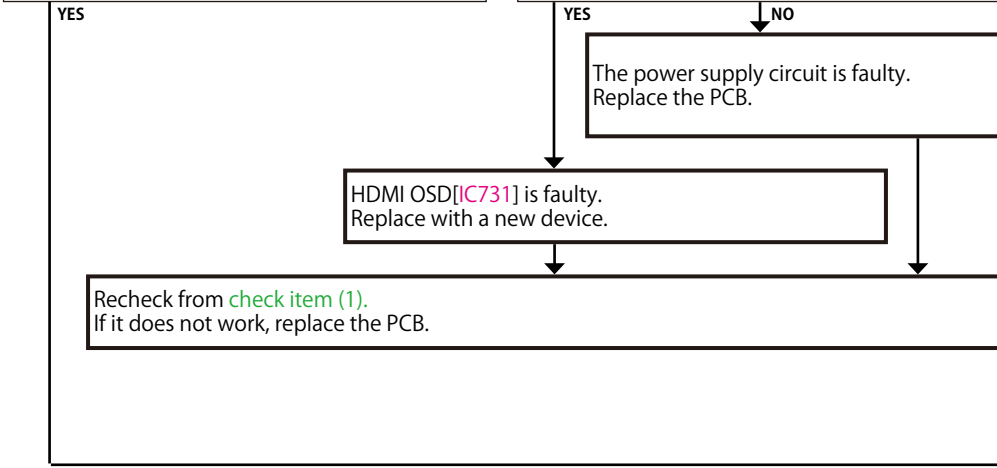 YES
YES
NO
The power supply circuit is faulty.
Replace the PCB.
HDMI OSD[IC731] is faulty.
Replace with a new device.
Recheck from check item (1).
If it does not work, replace the PCB.